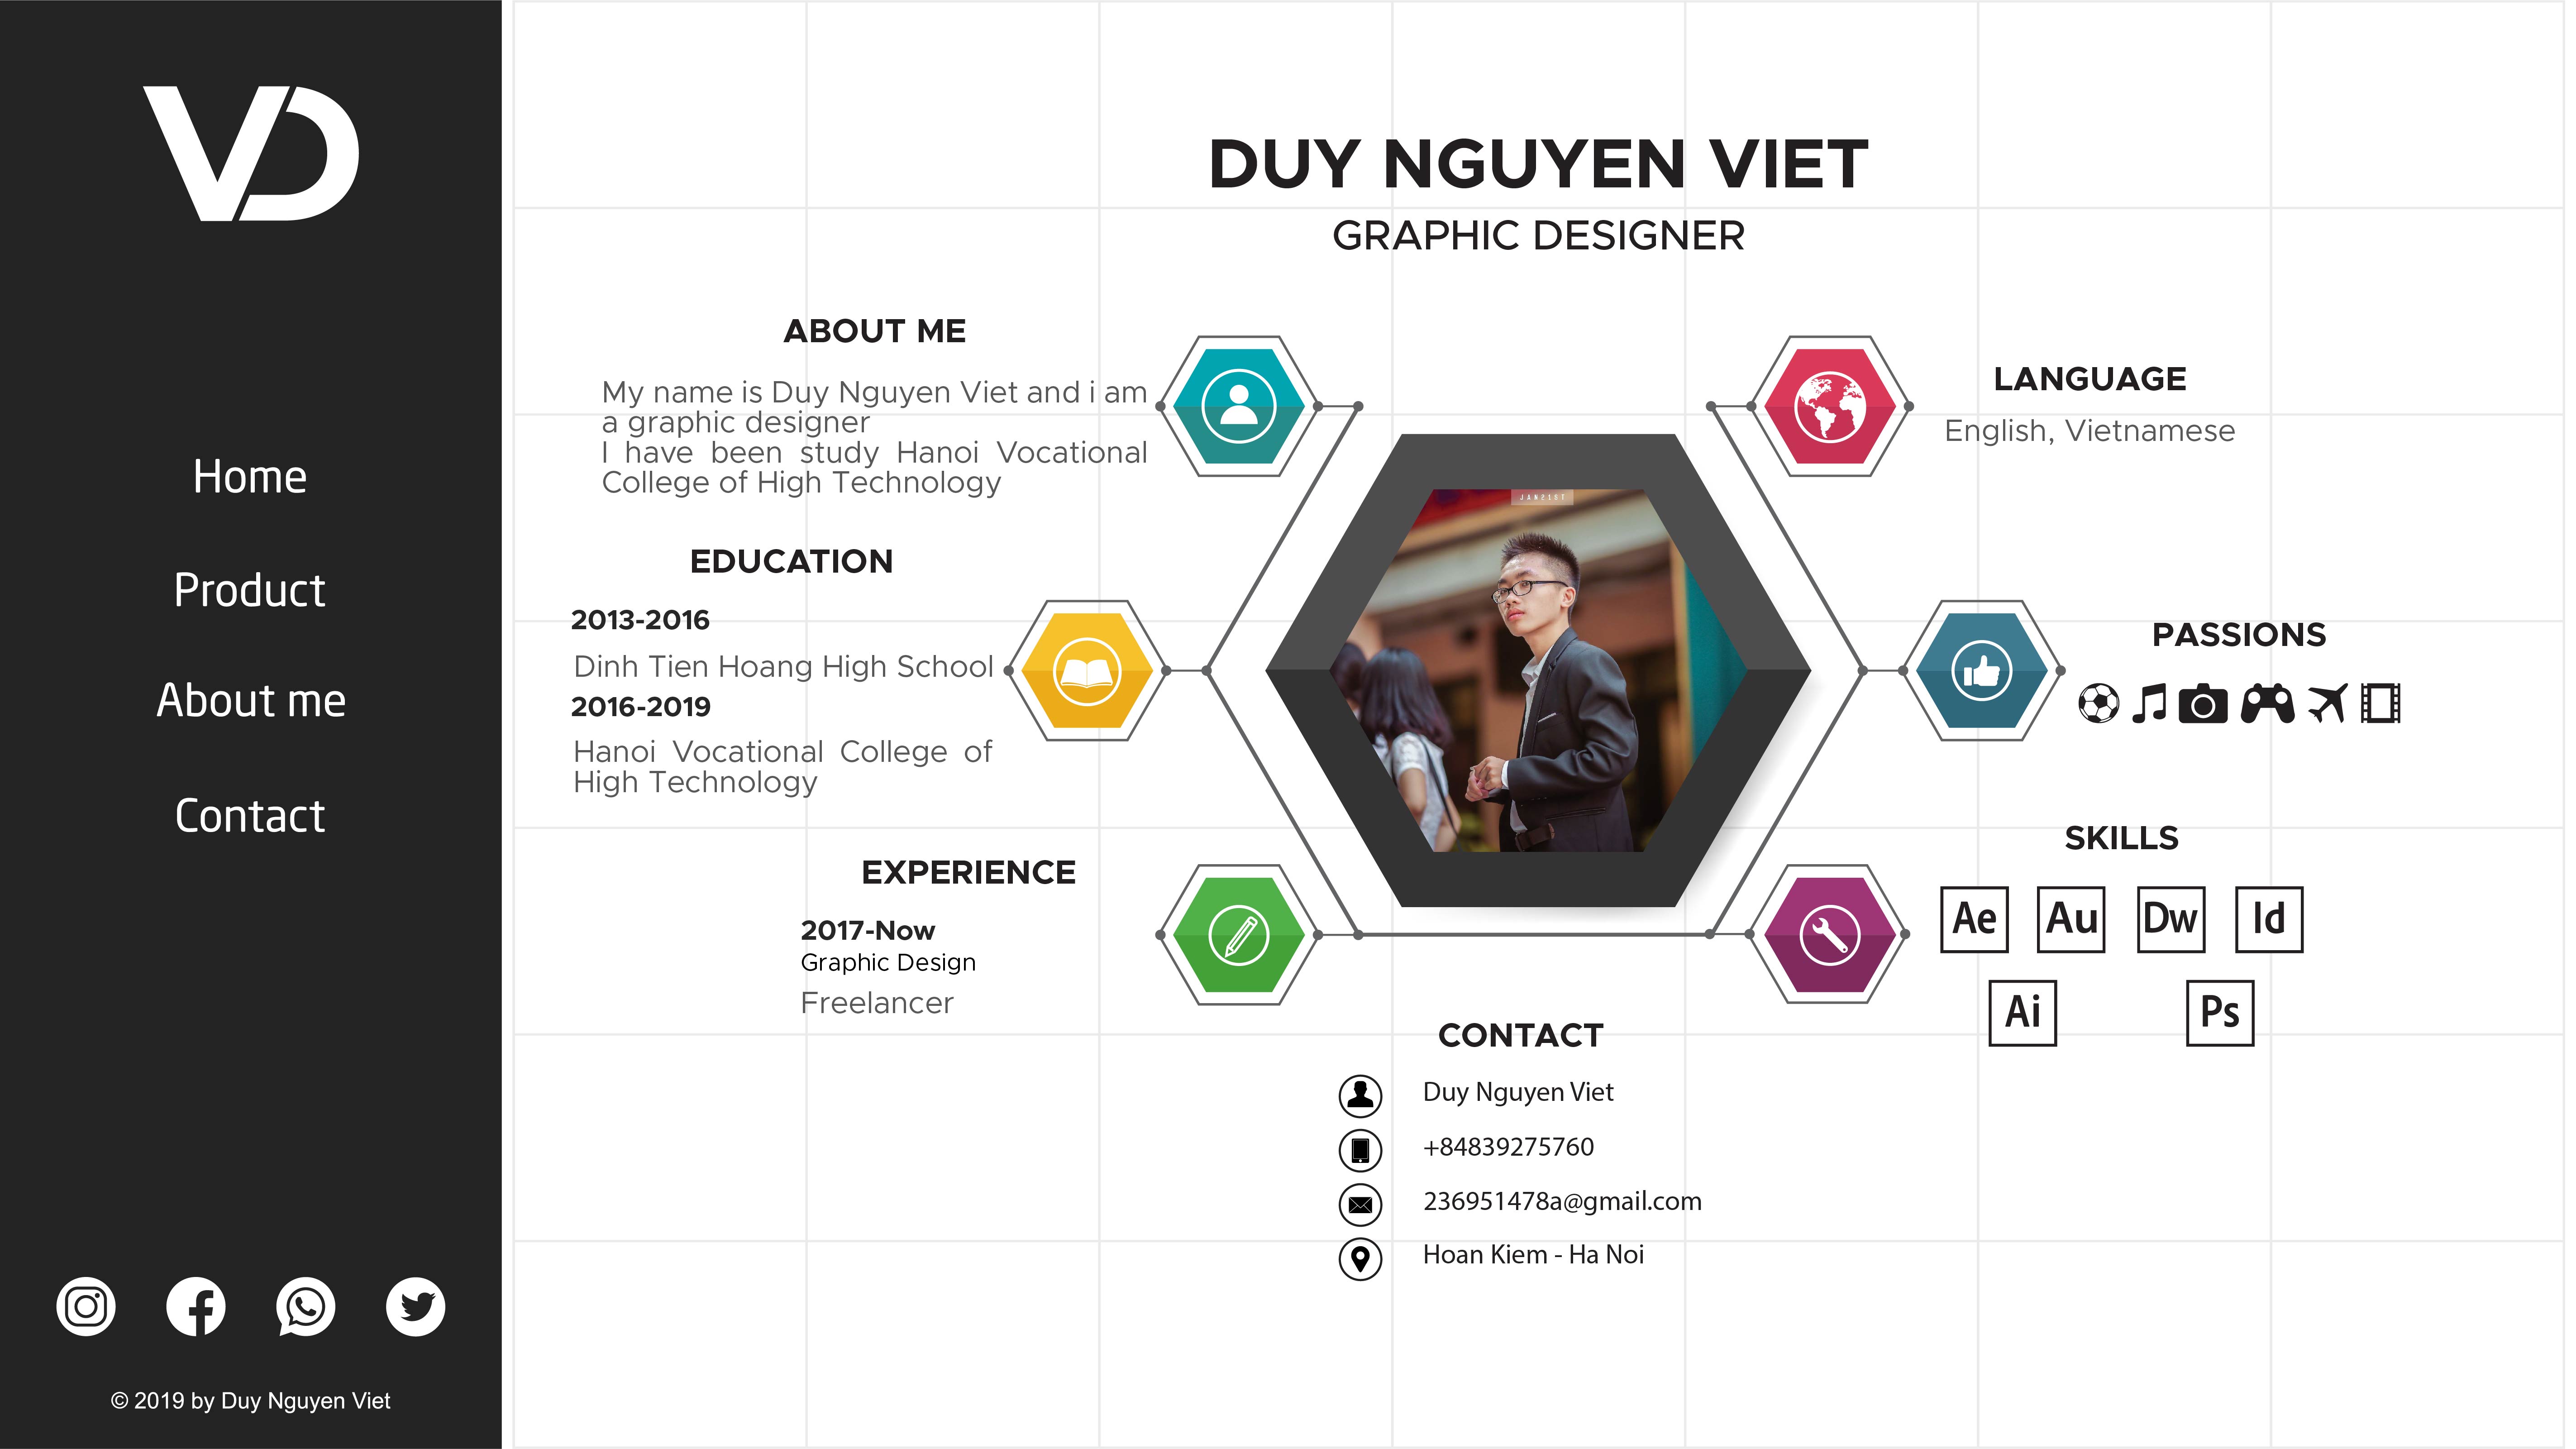 VD
Home
Product
About me
Contact
© 2019 by Duy Nguyen Viet
DUY NGUYEN VIET
GRAPHIC DESIGNER
ABOUT ME
My name is Duy Nguyen Viet and i am
a graphic designer
I have been study Hanoi Vocational
College of High Technology
EDUCATION
2013-2016
Dinh Tien Hoang High School
2016-2019
Hanoi Vocational College of
High Technology
EXPERIENCE
2017-Now
Graphic Design
Freelancer
JAN21ST
LANGUAGE
English, Vietnamese
PASSIONS
SKILLS
Ae Au Dw Id
Ai Ps
CONTACT
Duy Nguyen Viet
+84839275760
236951478a@gmail.com
Hoan Kiem - Ha Noi